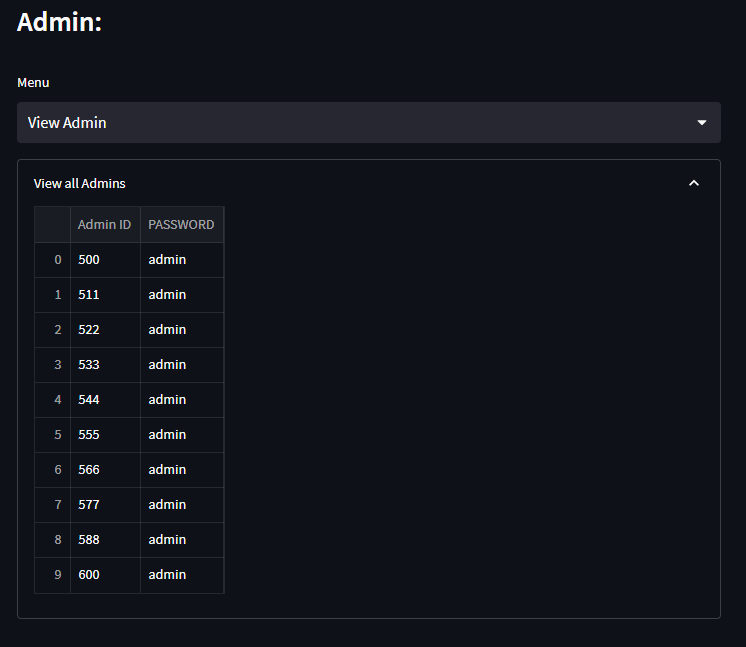 Admin:
Menu
View Admin
View all Admins
Admin ID PASSWORD
0 500 admin
1 511 admin
2 522 admin
3 533 admin
4 544 admin
5 555 admin
6 566 admin
7 577 admin
8 588 admin
9 600 admin